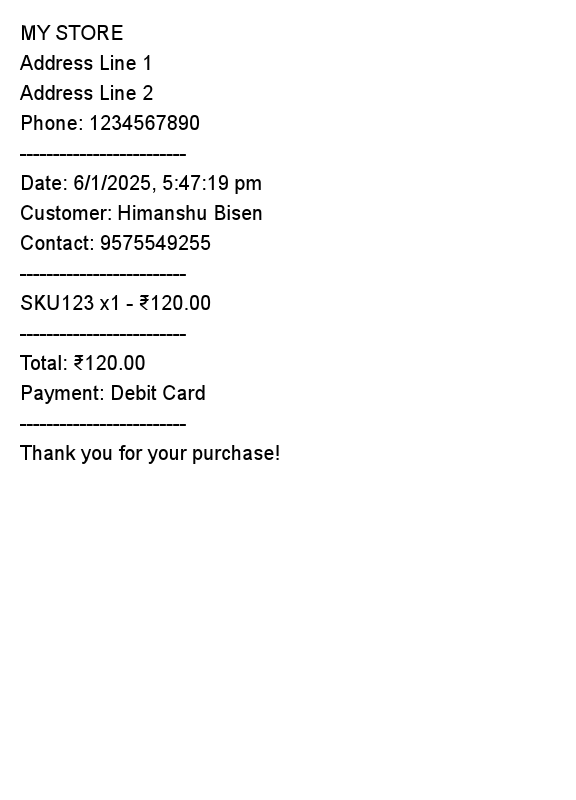 MY STORE
Address Line 1
Address Line 2
Phone: 1234567890
-------------------------
Date: 6/1/2025, 5:47:19 pm
Customer: Himanshu Bisen
Contact: 9575549255
-------------------------
SKU123 x1 - ₹120.00
-------------------------
Total: ₹120.00
Payment: Debit Card
-------------------------
Thank you for your purchase!